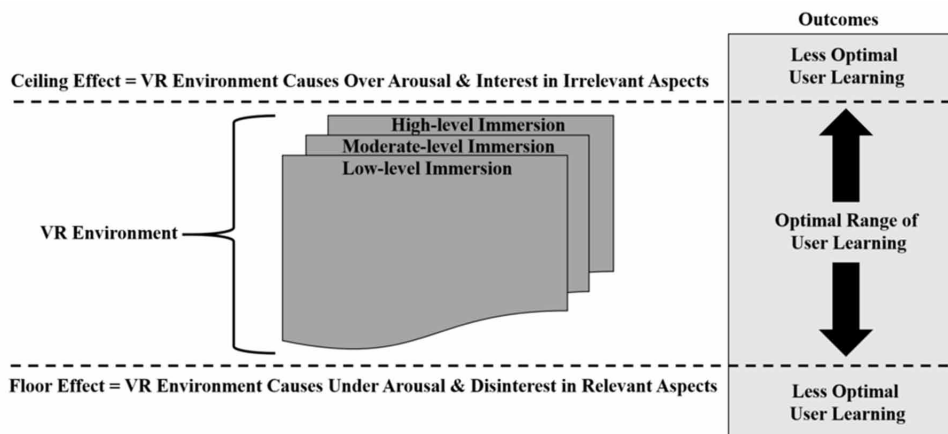 Outcomes
Less Optimal
User Learning
Ceiling Effect = VR Environment Causes Over Arousal & Interest in Irrelevant Aspects
High-level Immersion
Moderate-level Immersion
Low-level Immersion
VR Environment
Optimal Range of
User Learning
Floor Effect = VR Environment Causes Under Arousal & Disinterest in Relevant Aspects
Less Optimal
User Learning